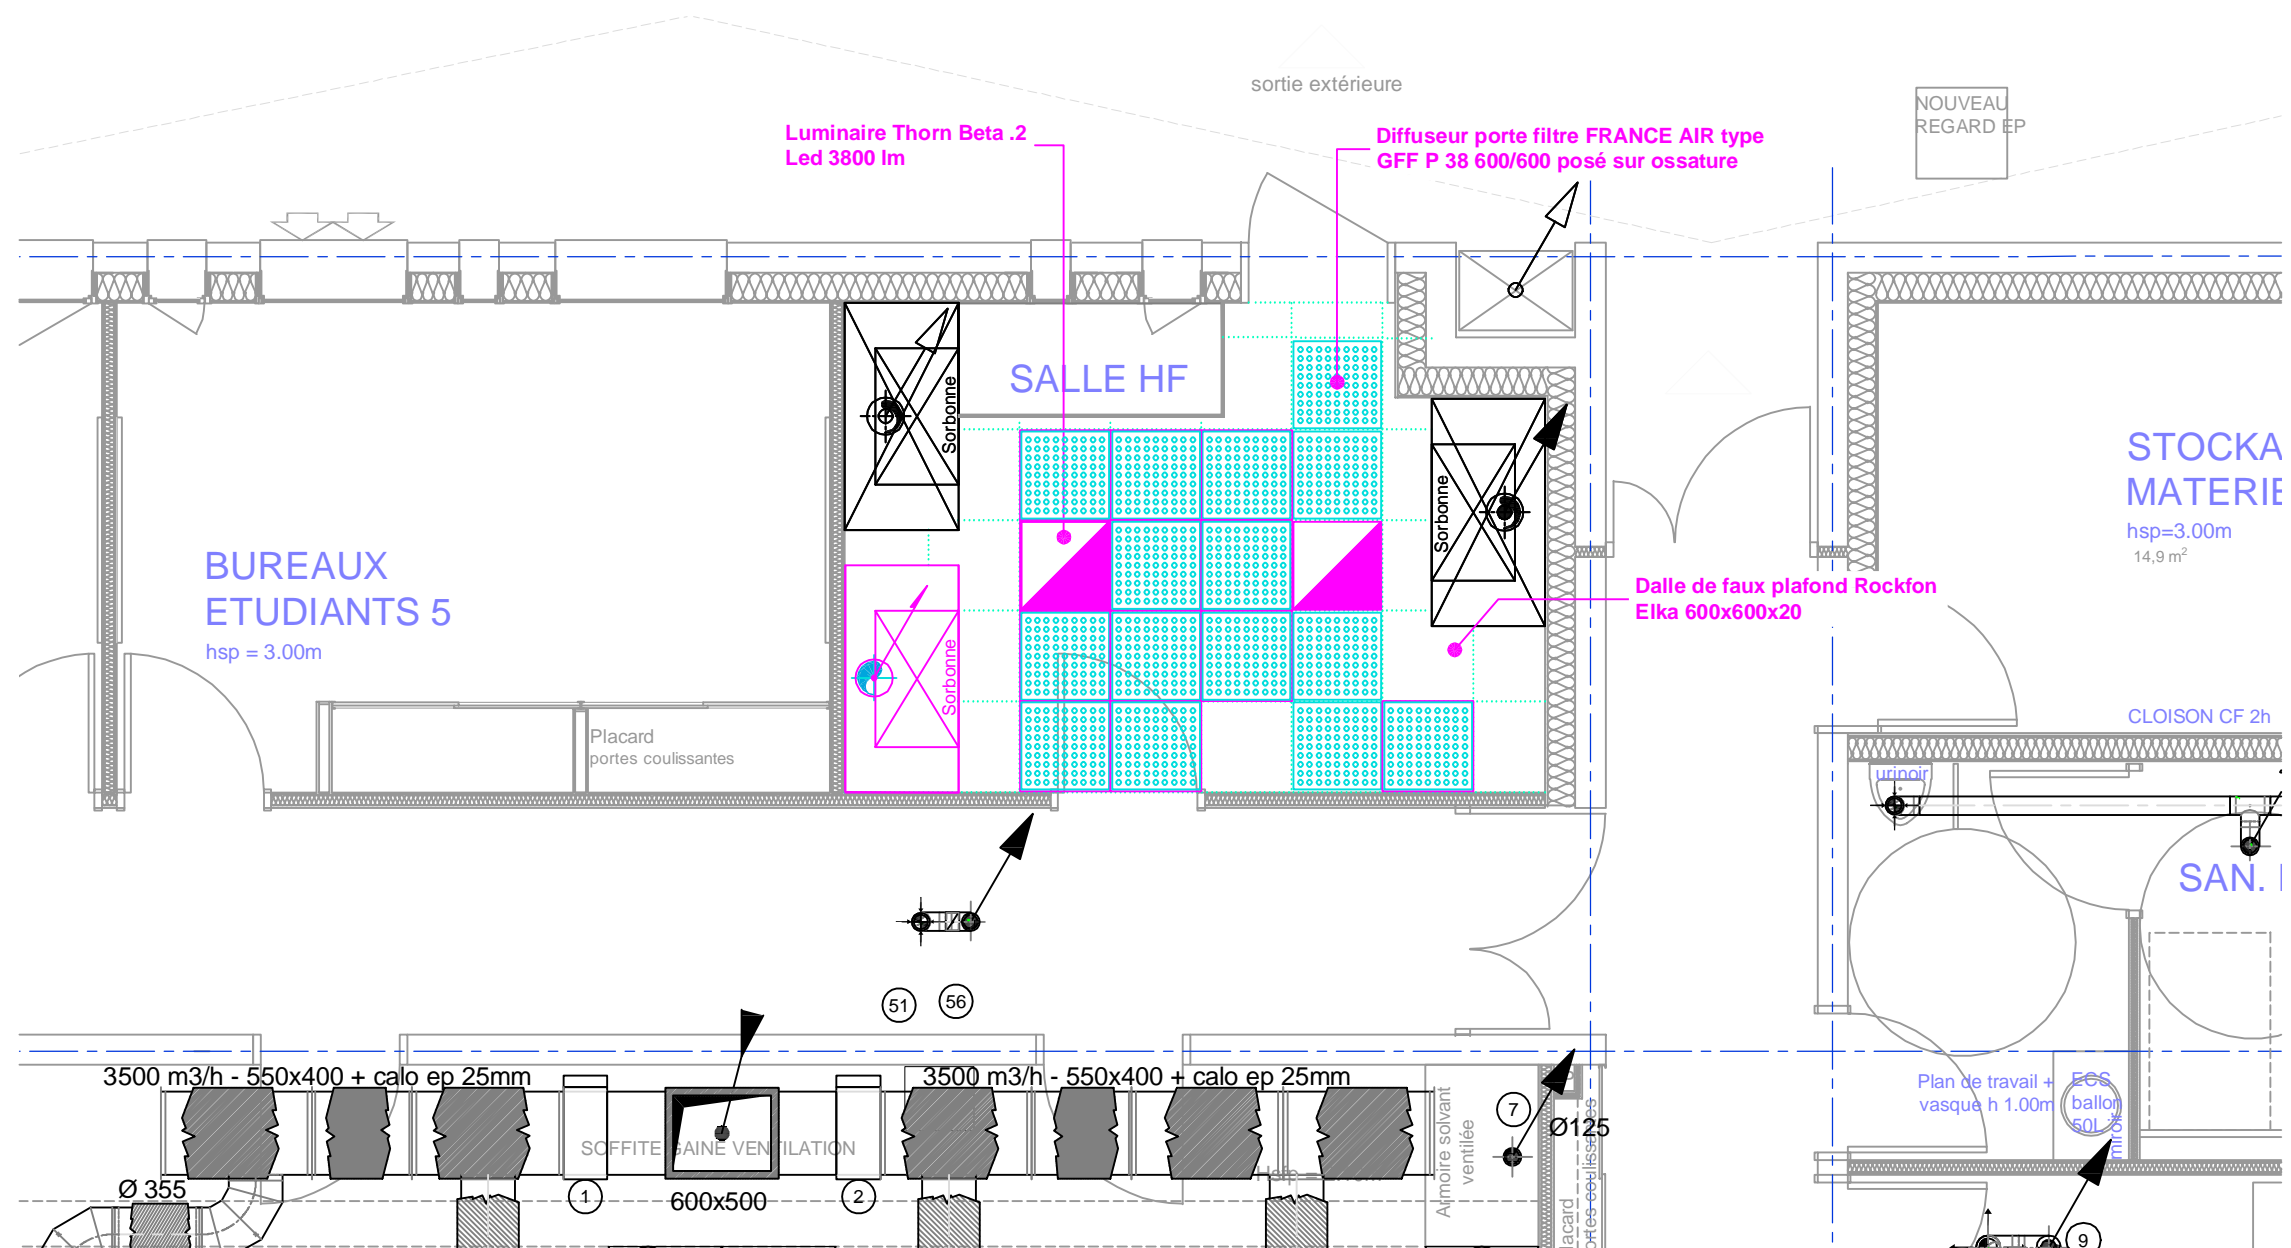 sortie extérieure
NOUVEAU
REGARD EP
Luminaire Thorn Beta .2
Led 3800 lm
Diffuseur porte filtre FRANCE AIR type
GFF P 38 600/600 posé sur ossature
SALLE HF
Sorbonne
Sorbonne
Sorbonne
BUREAUX
ETUDIANTS 5
hsp = 3.00m
Placard
portes coulissantes
Dalle de faux plafond Rockfon
Elka 600x600x20
STOCKA
MATERIE
hsp=3.00m
14,9 m²
CLOISON CF 2h
urinoir
SAN.
51
56
3500 m3/h - 550x400 + calo ep 25mm
3500 m3/h - 550x400 + calo ep 25mm
SOFFITE GAINE VENTILATION
Ø 355
1
600x500
2
Armoire solvant
ventilée
7
Ø125
Plan de travail +
vasque h 1.00m
ECS
ballon
50L
miroir
9